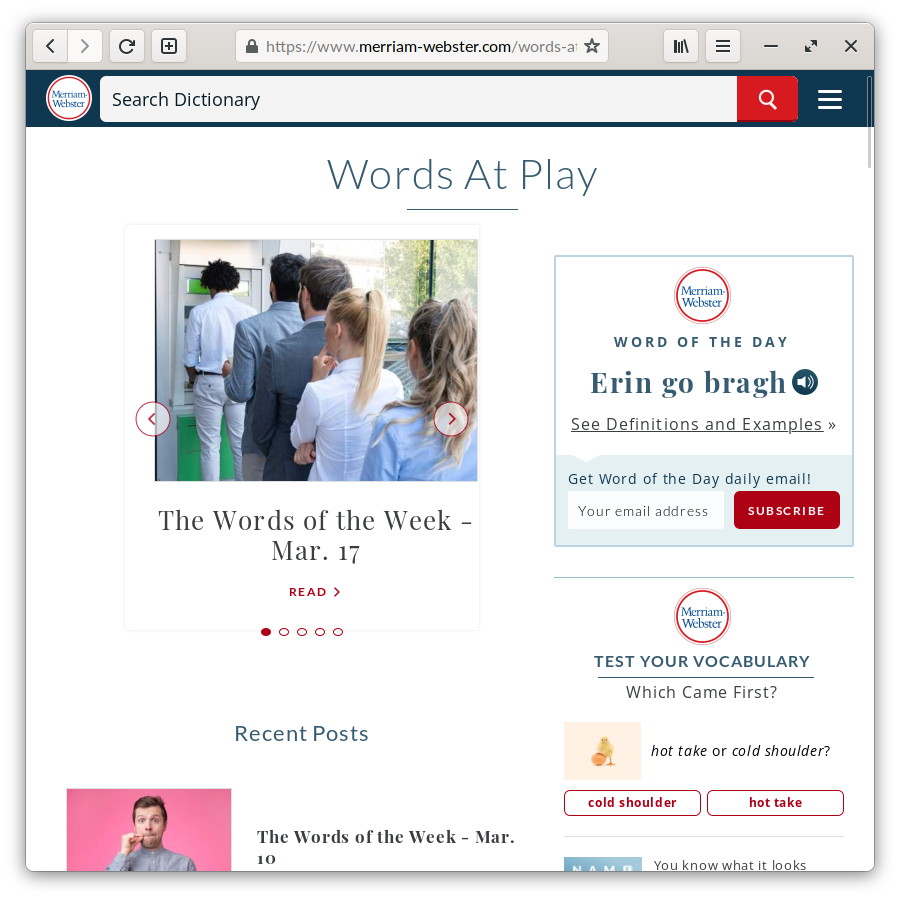 https://www.merriam-webster.com/words-at
Merriam-
Webster
Search Dictionary
Words At Play
The Words of the Week -
Mar. 17
READ
Recent Posts
The Words of the Week - Mar.
10
Merriam-
Webster
WORD OF THE DAY
Erin go bragh
See Definitions and Examples »
Get Word of the Day daily email!
Your email address
SUBSCRIBE
Merriam-
Webster
TEST YOUR VOCABULARY
Which Came First?
hot take or cold shoulder?
cold shoulder
hot take
You know what it looks